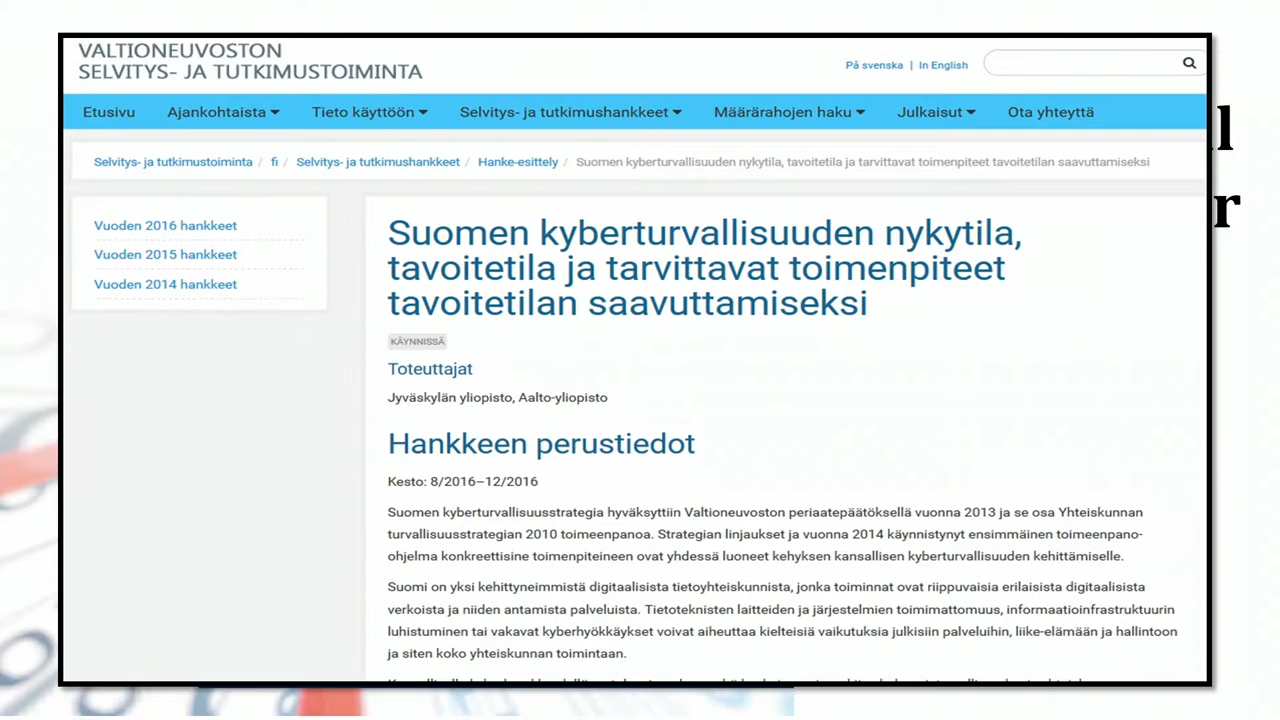 VALTIONEUVOSTON
SELVITYS- JA TUTKIMUSTOIMINTA
På svenska | In English
Etusivu Ajankohtaista Tieto käyttöön Selvitys- ja tutkimushankkeet Määrärahojen haku Julkaisut Ota yhteyttä
Selvitys- ja tutkimustoiminta / fi / Selvitys- ja tutkimushankkeet / Hanke-esittely / Suomen kyberturvallisuuden nykytila, tavoitetila ja tarvittavat toimenpiteet tavoitetilan saavuttamiseksi
Vuoden 2016 hankkeet
Vuoden 2015 hankkeet
Vuoden 2014 hankkeet
Suomen kyberturvallisuuden nykytila,
tavoitetila ja tarvittavat toimenpiteet
tavoitetilan saavuttamiseksi
KÄYNNISSÄ
Toteuttajat
Jyväskylän yliopisto, Aalto-yliopisto
Hankkeen perustiedot
Kesto: 8/2016–12/2016
Suomen kyberturvallisuusstrategia hyväksyttiin Valtioneuvoston periaatepäätöksellä vuonna 2013 ja se osa Yhteiskunnan
turvallisuusstrategian 2010 toimeenpanoa. Strategian linjaukset ja vuonna 2014 käynnistynyt ensimmäinen toimeenpano-
ohjelma konkreettisine toimenpiteineen ovat yhdessä luoneet kehyksen kansallisen kyberturvallisuuden kehittämiselle.
Suomi on yksi kehittyneimmistä digitaalisista tietoyhteiskunnista, jonka toiminnat ovat riippuvaisia erilaisista digitaalisista
verkoista ja niiden antamista palveluista. Tietoteknisten laitteiden ja järjestelmien toimimattomuus, informaatioinfrastruktuurin
luhistuminen tai vakavat kyberhyökkäykset voivat aiheuttaa kielteisiä vaikutuksia julkisiin palveluihin, liike-elämään ja hallintoon
ja siten koko yhteiskunnan toimintaan.